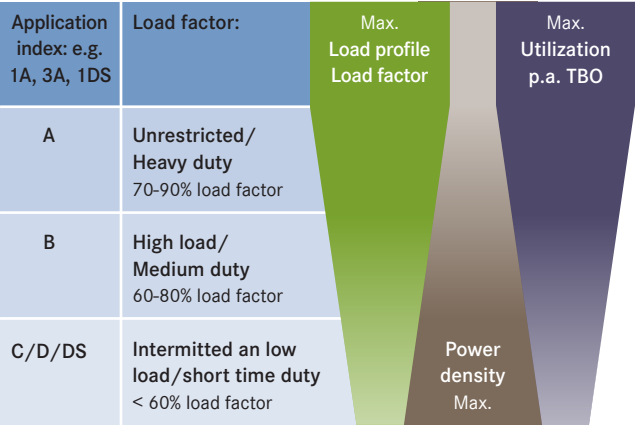 Application
index: e.g.
1A, 3A, 1DS
Load factor:
Max.
Load profile
Load factor
Max.
Utilization
p.a. TBO
A
Unrestricted/
Heavy duty
70-90% load factor
B
High load/
Medium duty
60-80% load factor
C/D/DS
Intermitted an low
load/short time duty
< 60% load factor
Power
density
Max.